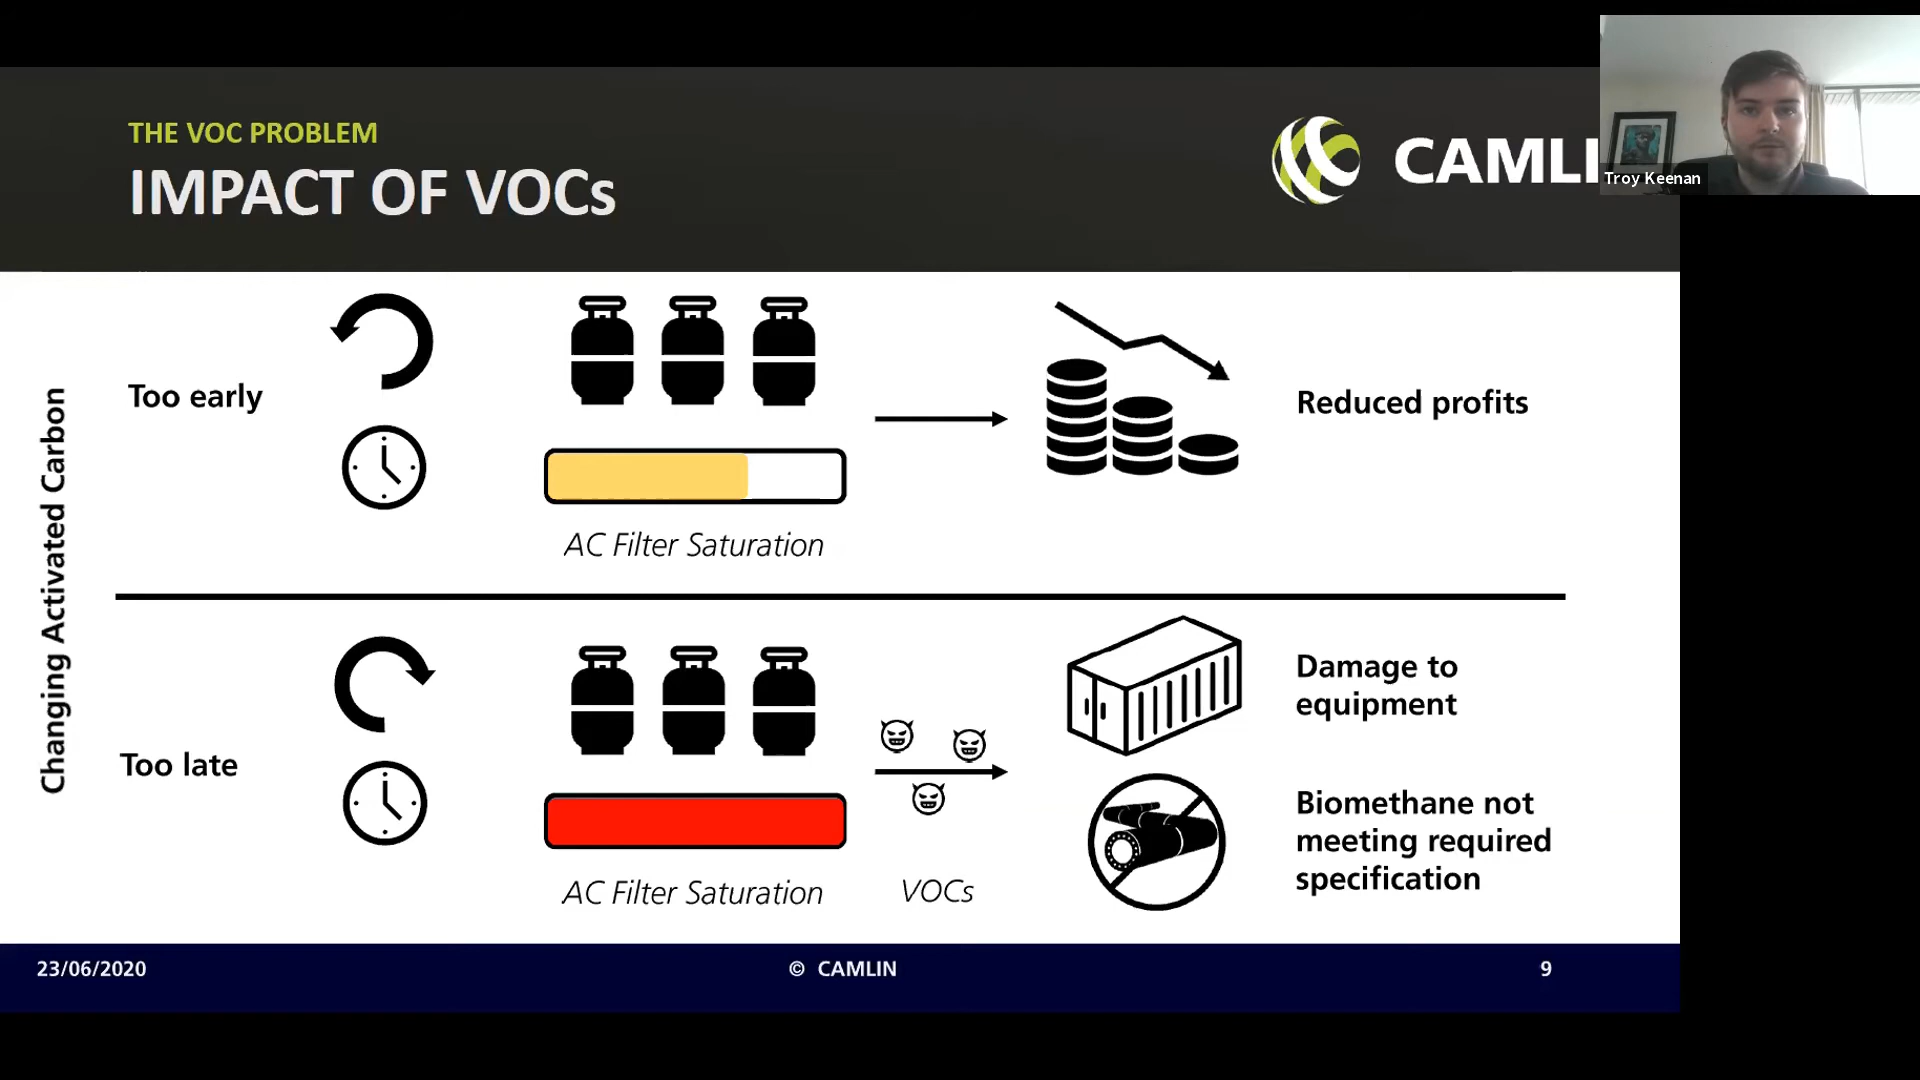 THE VOC PROBLEM
IMPACT OF VOCs
CAMLI
Troy Keenan
Changing Activated Carbon
Too early
AC Filter Saturation
Reduced profits
Too late
AC Filter Saturation
VOCs
Damage to
equipment
Biomethane not
meeting required
specification
23/06/2020
© CAMLIN
9